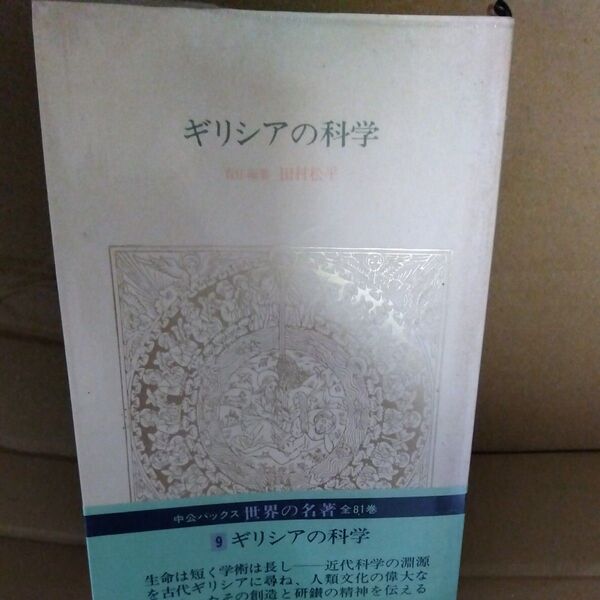 ギリシアの科学
責任編集 田村松平
中公バックス 世界の名著 全81巻
9 ギリシアの科学
生命は短く学術は長し――近代科学の淵源
を古代ギリシアに尋ね、人類文化の偉大な
たその創造と研鑽の精神を伝える